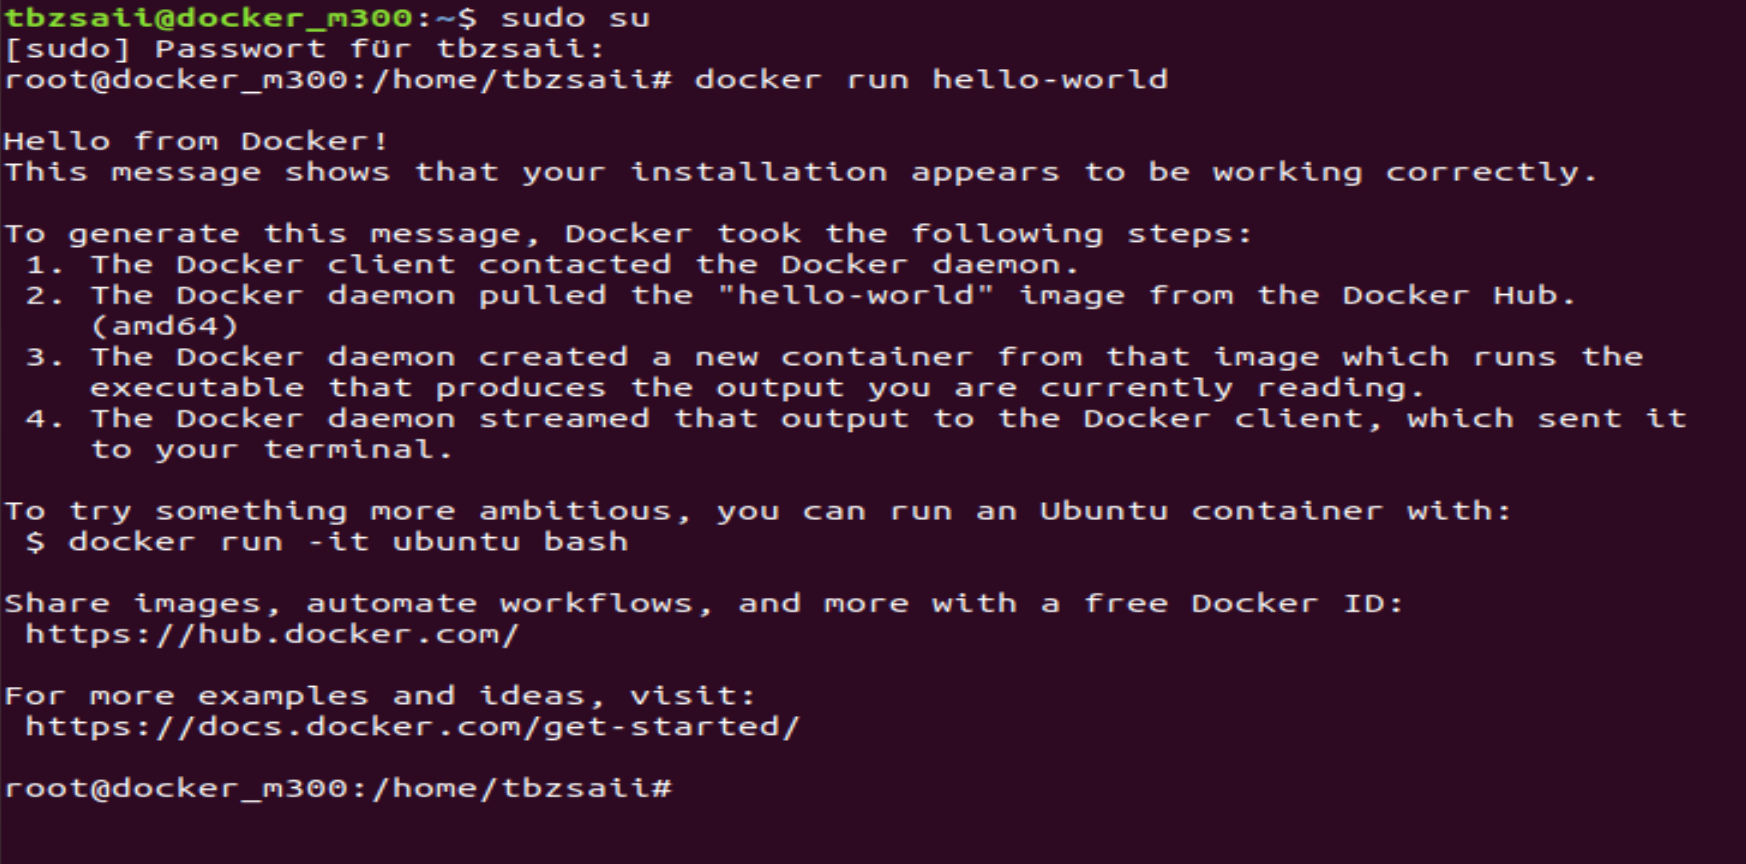 tbzsaii@docker_m300:~$ sudo su
[sudo] Passwort für tbzsaii:
root@docker_m300:/home/tbzsaii# docker run hello-world

Hello from Docker!
This message shows that your installation appears to be working correctly.

To generate this message, Docker took the following steps:
 1. The Docker client contacted the Docker daemon.
 2. The Docker daemon pulled the "hello-world" image from the Docker Hub.
    (amd64)
 3. The Docker daemon created a new container from that image which runs the
    executable that produces the output you are currently reading.
 4. The Docker daemon streamed that output to the Docker client, which sent it
    to your terminal.

To try something more ambitious, you can run an Ubuntu container with:
 $ docker run -it ubuntu bash

Share images, automate workflows, and more with a free Docker ID:
 https://hub.docker.com/

For more examples and ideas, visit:
 https://docs.docker.com/get-started/

root@docker_m300:/home/tbzsaii#